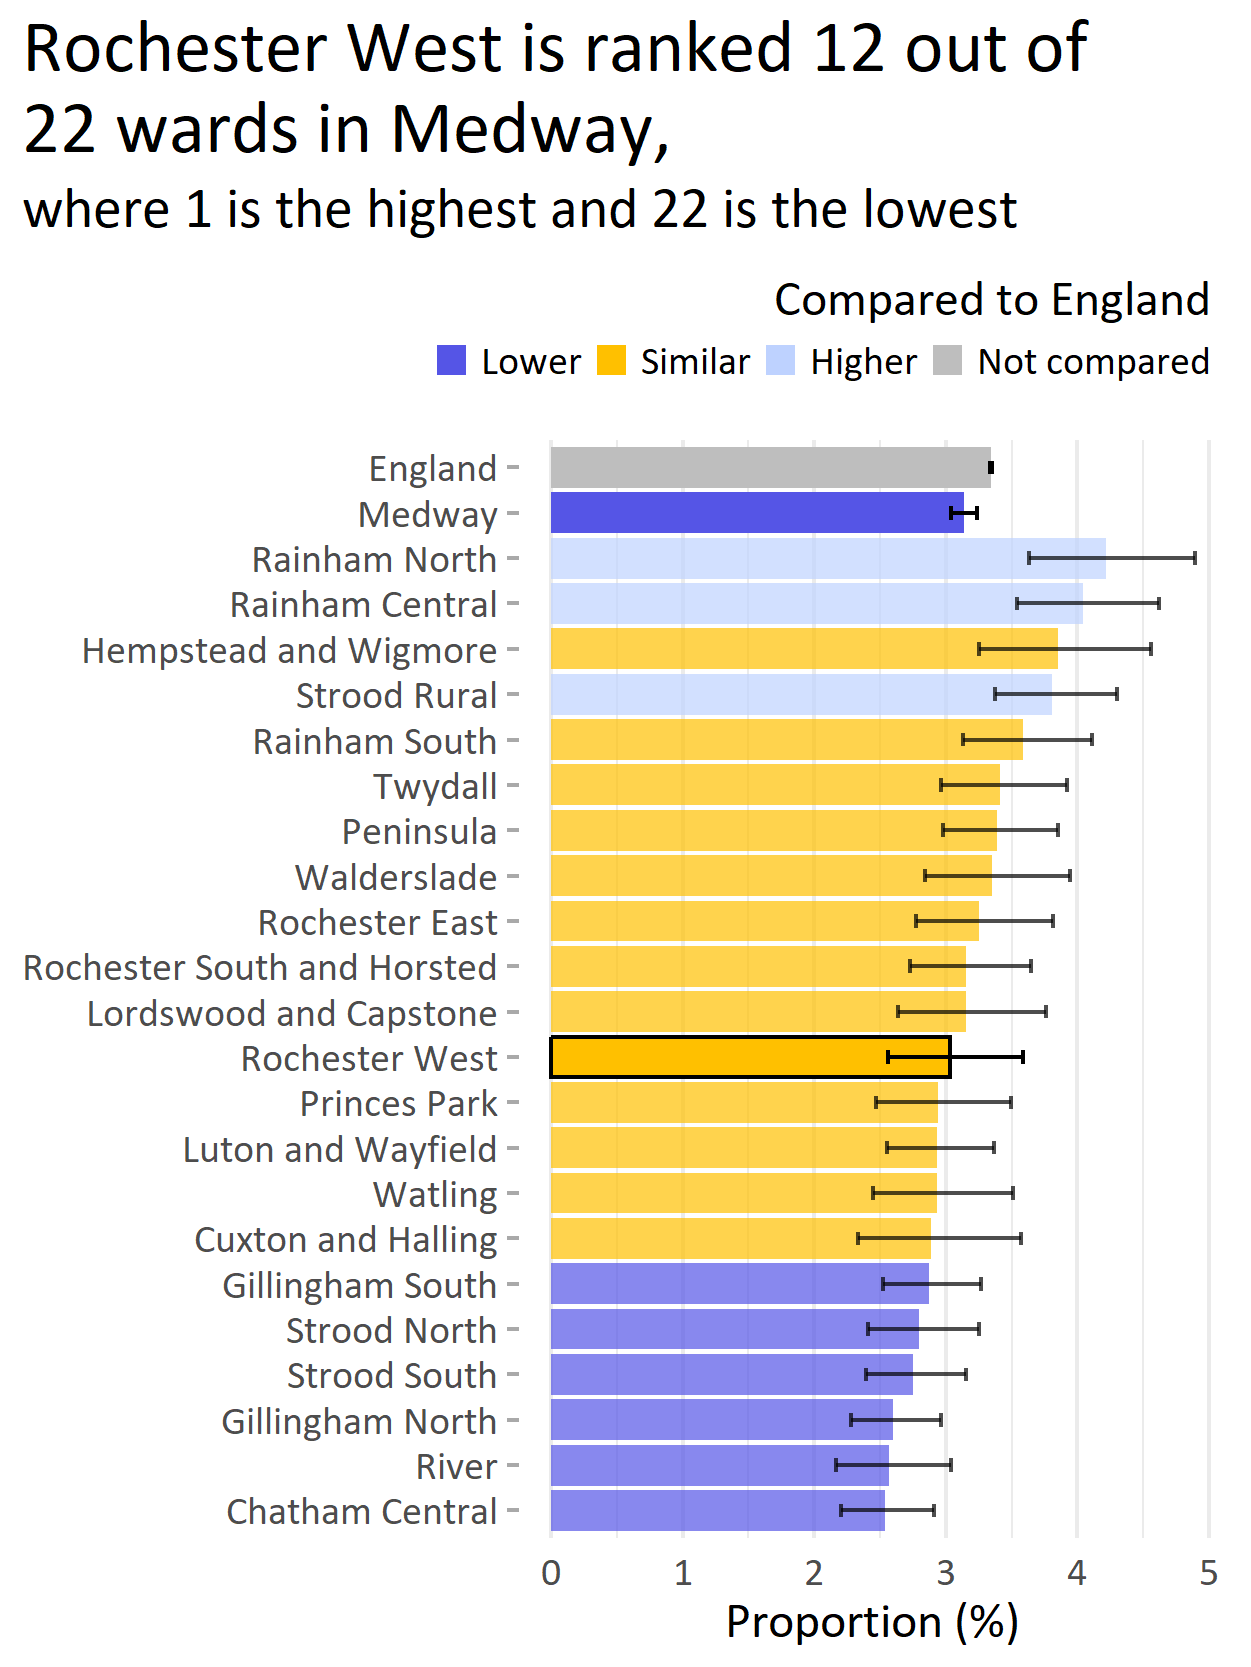 Rochester West is ranked 12 out of
22 wards in Medway,
where 1 is the highest and 22 is the lowest
Compared to England
Lower Similar Higher Not compared
England
Medway
Rainham North
Rainham Central
Hempstead and Wigmore
Strood Rural
Rainham South
Twydall
Peninsula
Walderslade
Rochester East
Rochester South and Horsted
Lordswood and Capstone
Rochester West
Princes Park
Luton and Wayfield
Watling
Cuxton and Halling
Gillingham South
Strood North
Strood South
Gillingham North
River
Chatham Central
0 1 2 3 4 5
Proportion (%)